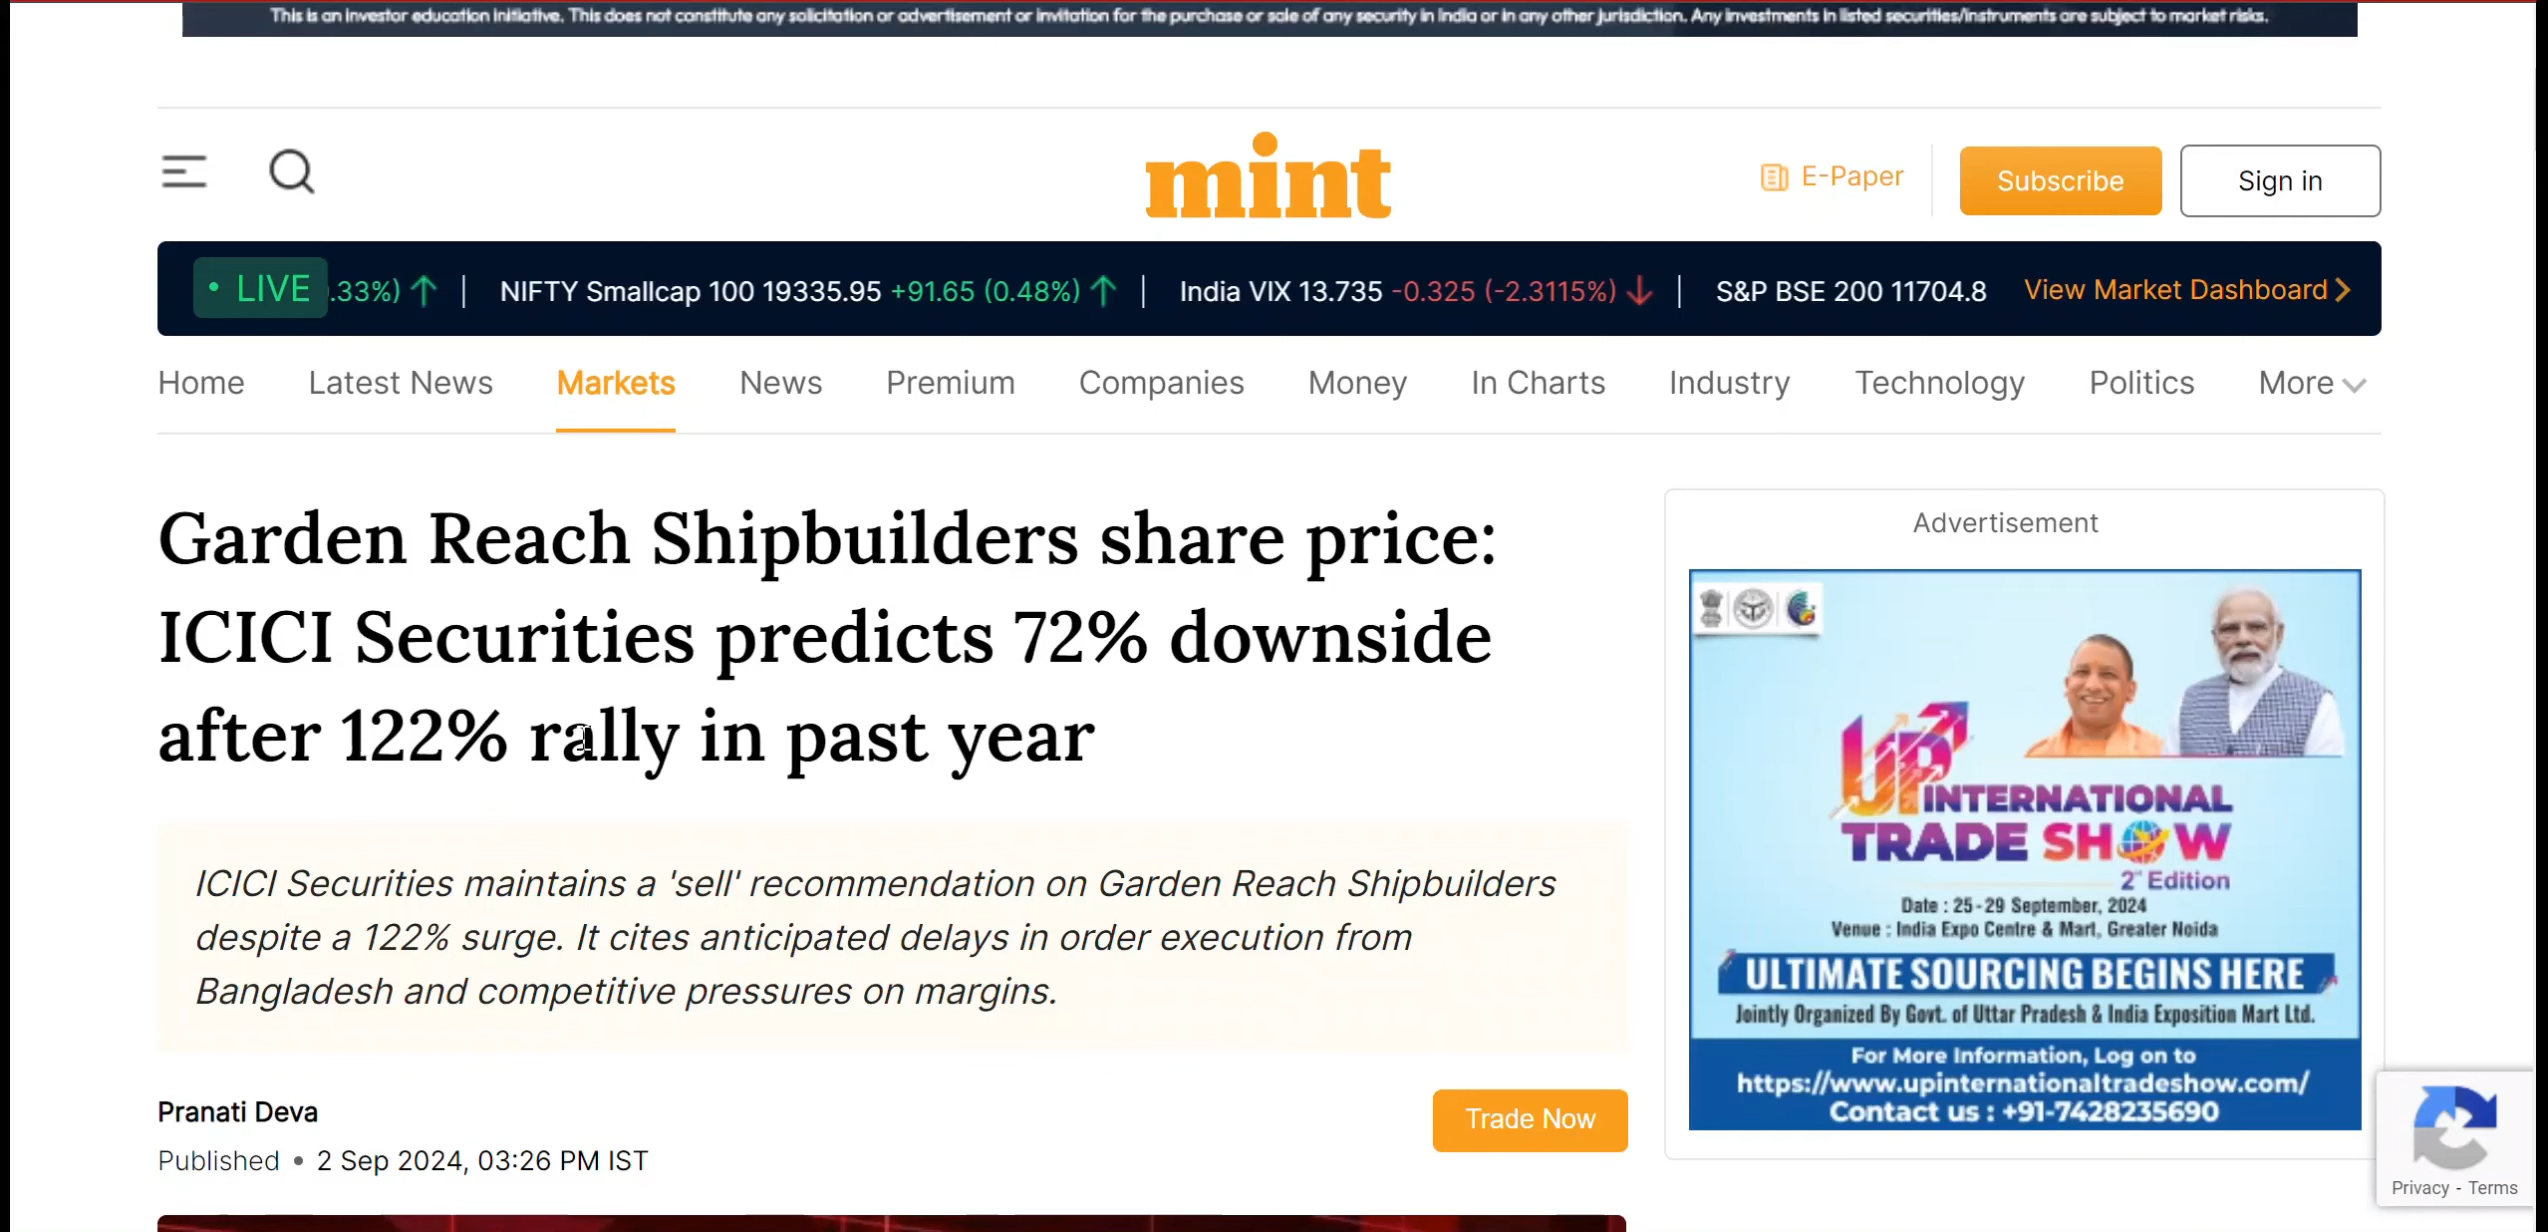 This is an investor education initiative. This does not constitute any solicitation or advertisement or invitation for the purchase or sale of any security in India or in any other jurisdiction. Any investments in listed securities/instruments are subject to market risks.
mint
E-Paper
Subscribe
Sign in
• LIVE .33%) ↑ | NIFTY Smallcap 100 19335.95 +91.65 (0.48%) ↑ | India VIX 13.735 -0.325 (-2.3115%) ↓ | S&P BSE 200 11704.8 View Market Dashboard >
Home Latest News Markets News Premium Companies Money In Charts Industry Technology Politics More
Garden Reach Shipbuilders share price:
ICICI Securities predicts 72% downside
after 122% rally in past year
ICICI Securities maintains a 'sell' recommendation on Garden Reach Shipbuilders
despite a 122% surge. It cites anticipated delays in order execution from
Bangladesh and competitive pressures on margins.
Pranati Deva
Published • 2 Sep 2024, 03:26 PM IST
Trade Now
Advertisement
UP INTERNATIONAL
TRADE SHOW
2nd Edition
Date : 25-29 September, 2024
Venue : India Expo Centre & Mart, Greater Noida
ULTIMATE SOURCING BEGINS HERE
Jointly Organized By Govt. of Uttar Pradesh & India Exposition Mart Ltd.
For More Information, Log on to
https://www.upinternationaltradeshow.com/
Contact us : +91-7428235690
Privacy - Terms